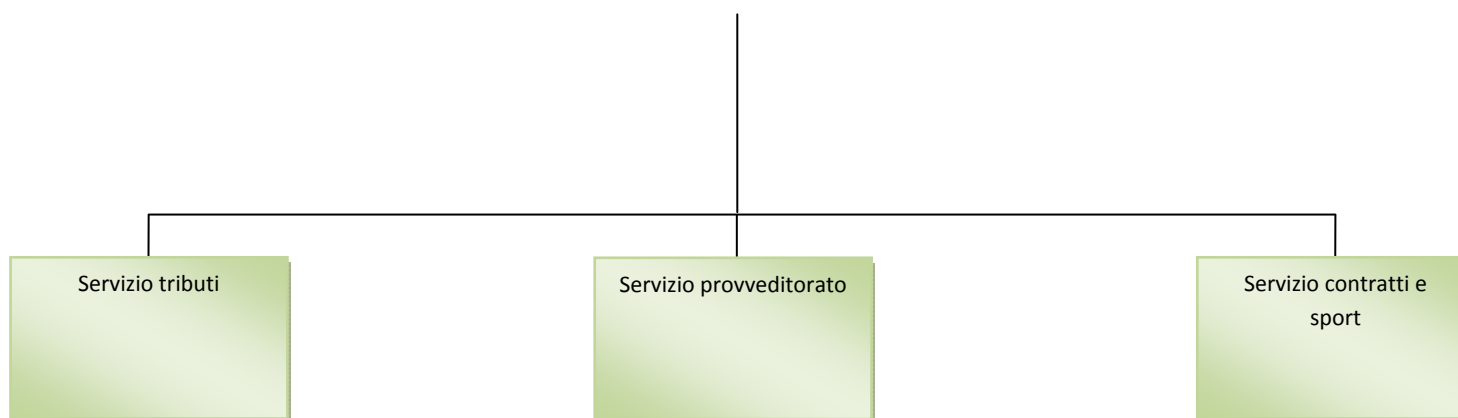 Servizio tributi
Servizio provveditorato
Servizio contratti e
sport